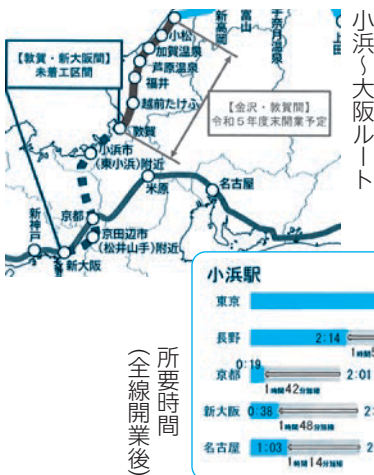 小浜～大阪ルート
新高岡
富山
上田
小松
加賀温泉
芦原温泉
福井
越前たけふ
敦賀
【敦賀・新大阪間】
未着工区間
【金沢・敦賀間】
令和５年度末開業予定
小浜市
(東小浜)附近
米原
名古屋
京都
新神戸
京田辺市
(松井山手)附近
新大阪
所要時間
(全線開業後)
小浜駅
東京
長野 2:14
京都 0:19 2:01
1時間42分短縮
新大阪 0:38
1時間48分短縮
名古屋 1:03
1時間14分短縮